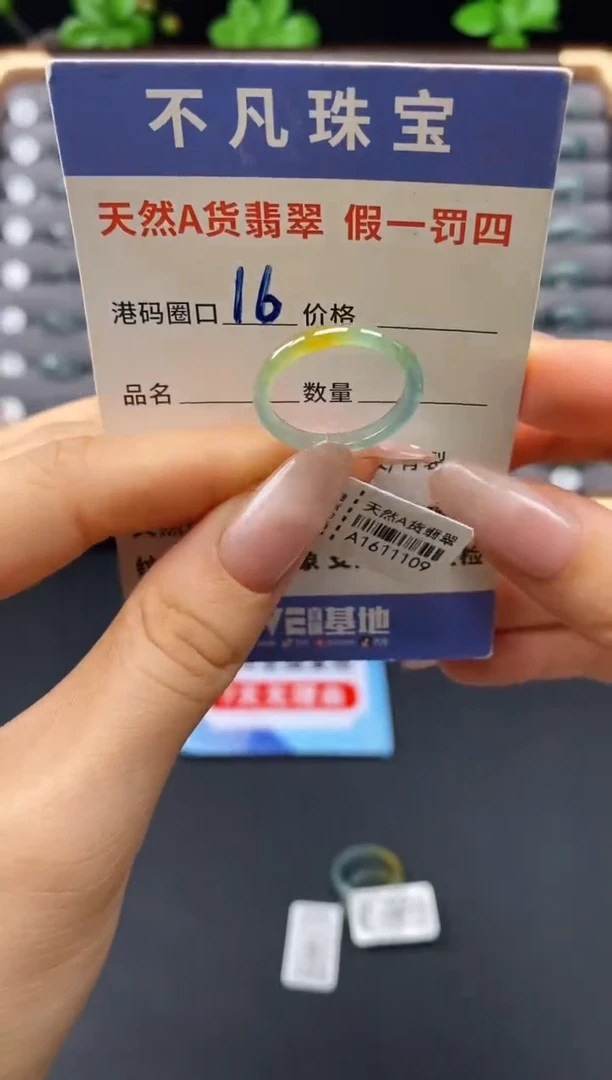 不凡珠宝
天然A货翡翠 假一罚四
港码圈口 16 价格
品名 数量
天然A货翡翠
A1611109
基地